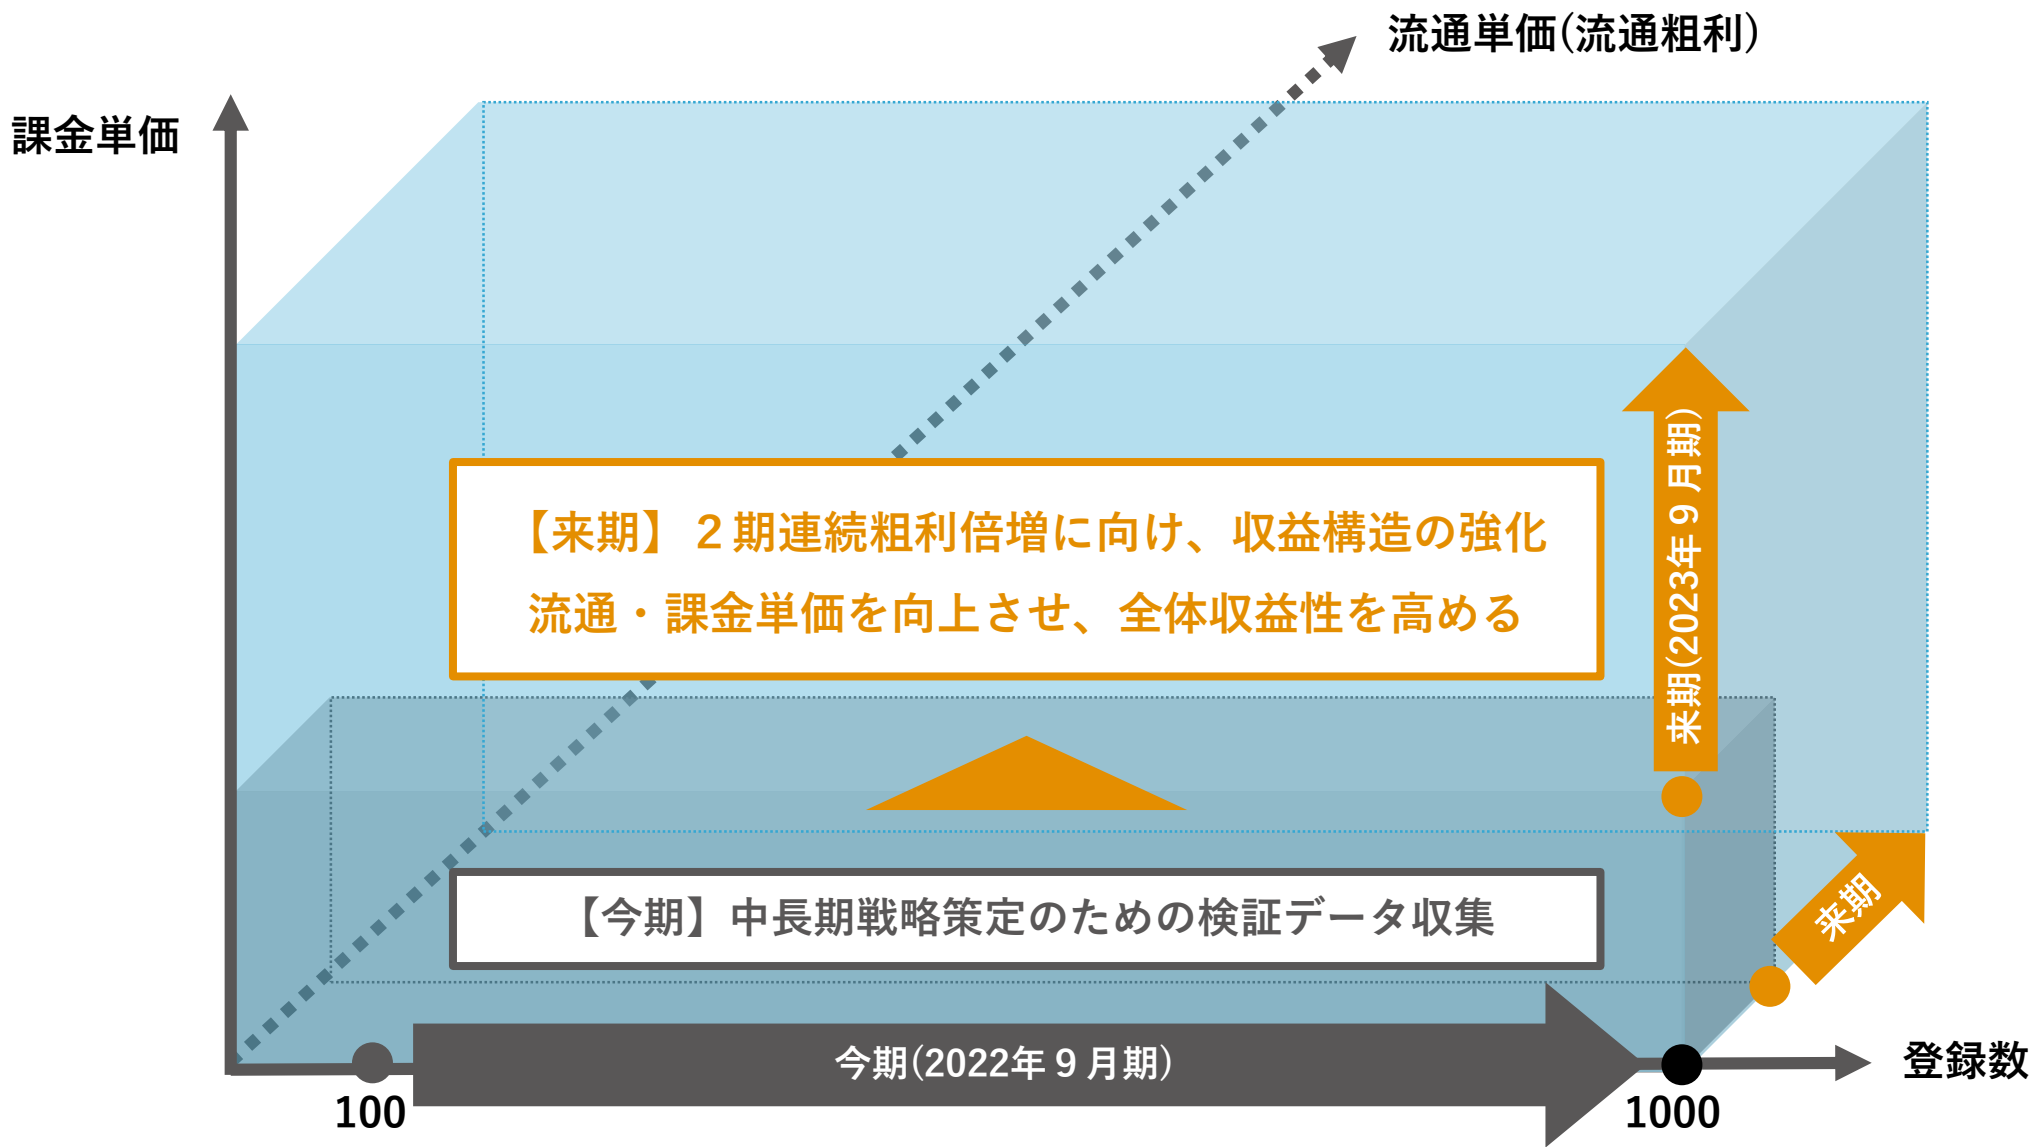 流通単価(流通粗利)
課金単価
【来期】２期連続粗利倍増に向け、収益構造の強化
流通・課金単価を向上させ、全体収益性を高める
来期(2023年９月期)
【今期】中長期戦略策定のための検証データ収集
来期
今期(2022年９月期)
登録数
100
1000